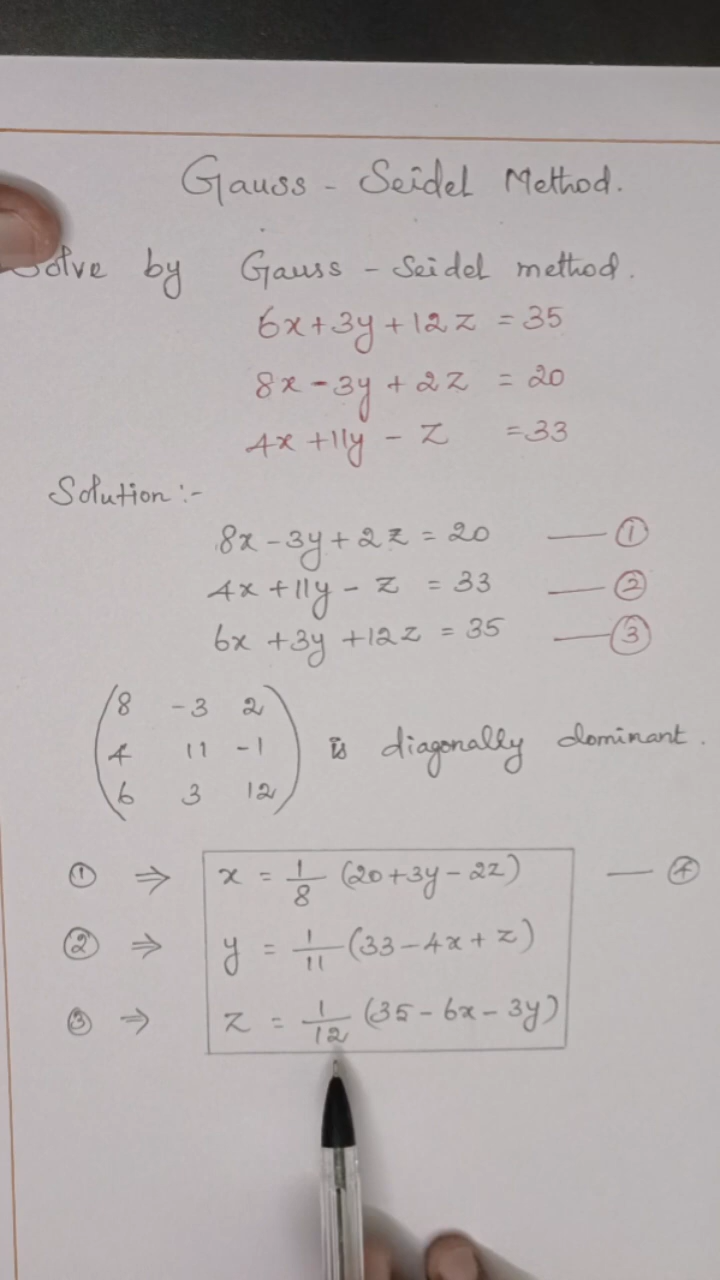 Gauss - Seidel Method.
Solve by Gauss - Seidel method.
6x+3y+12z = 35
8x-3y+2z = 20
4x+11y-z = 33
Solution :-
8x-3y+2z = 20 — ①
4x+11y-z = 33 — ②
6x+3y+12z = 35 — ③
8 -3 2
4 11 -1 is diagonally dominant.
6 3 12
① ⇒ x = 1/8 (20+3y-2z) — ④
② ⇒ y = 1/11 (33-4x+z)
③ ⇒ z = 1/12 (35-6x-3y)